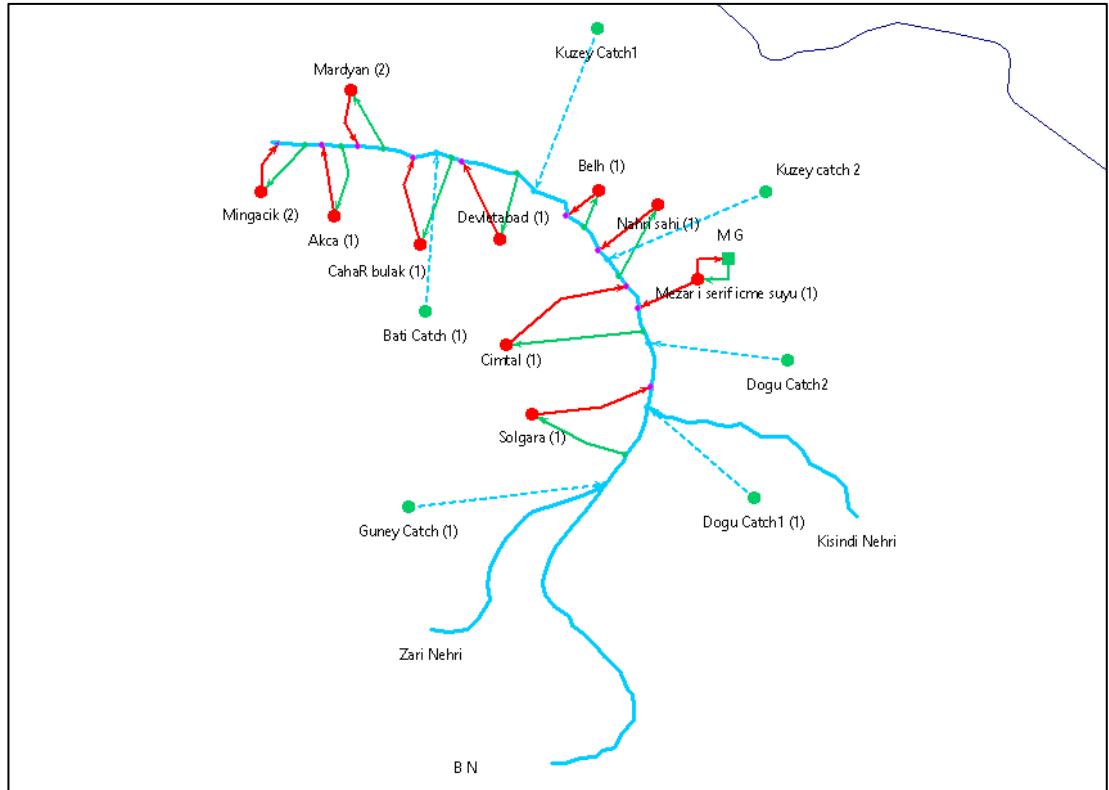 Kuzey Catch1
Mardyan (2)
Belh (1)
Kuzey catch 2
Mingacik (2)
Akca (1)
Devletabad (1)
Nahri sahi (1)
M G
CahaR bulak (1)
Mezar i serif icme suyu (1)
Bati Catch (1)
Cimtal (1)
Dogu Catch2
Solgara (1)
Guney Catch (1)
Dogu Catch1 (1)
Kisindi Nehri
Zari Nehri
B N